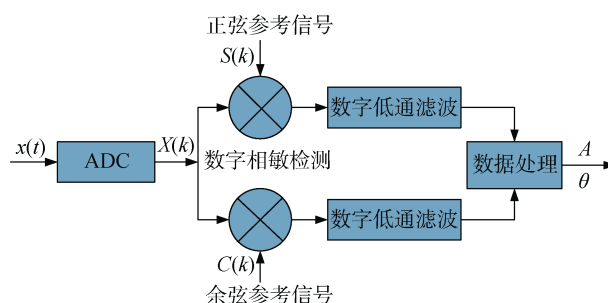 正弦参考信号
S(k)
数字低通滤波
x(t)
ADC
X(k)
数字相敏检测
数据处理
A
θ
数字低通滤波
C(k)
余弦参考信号